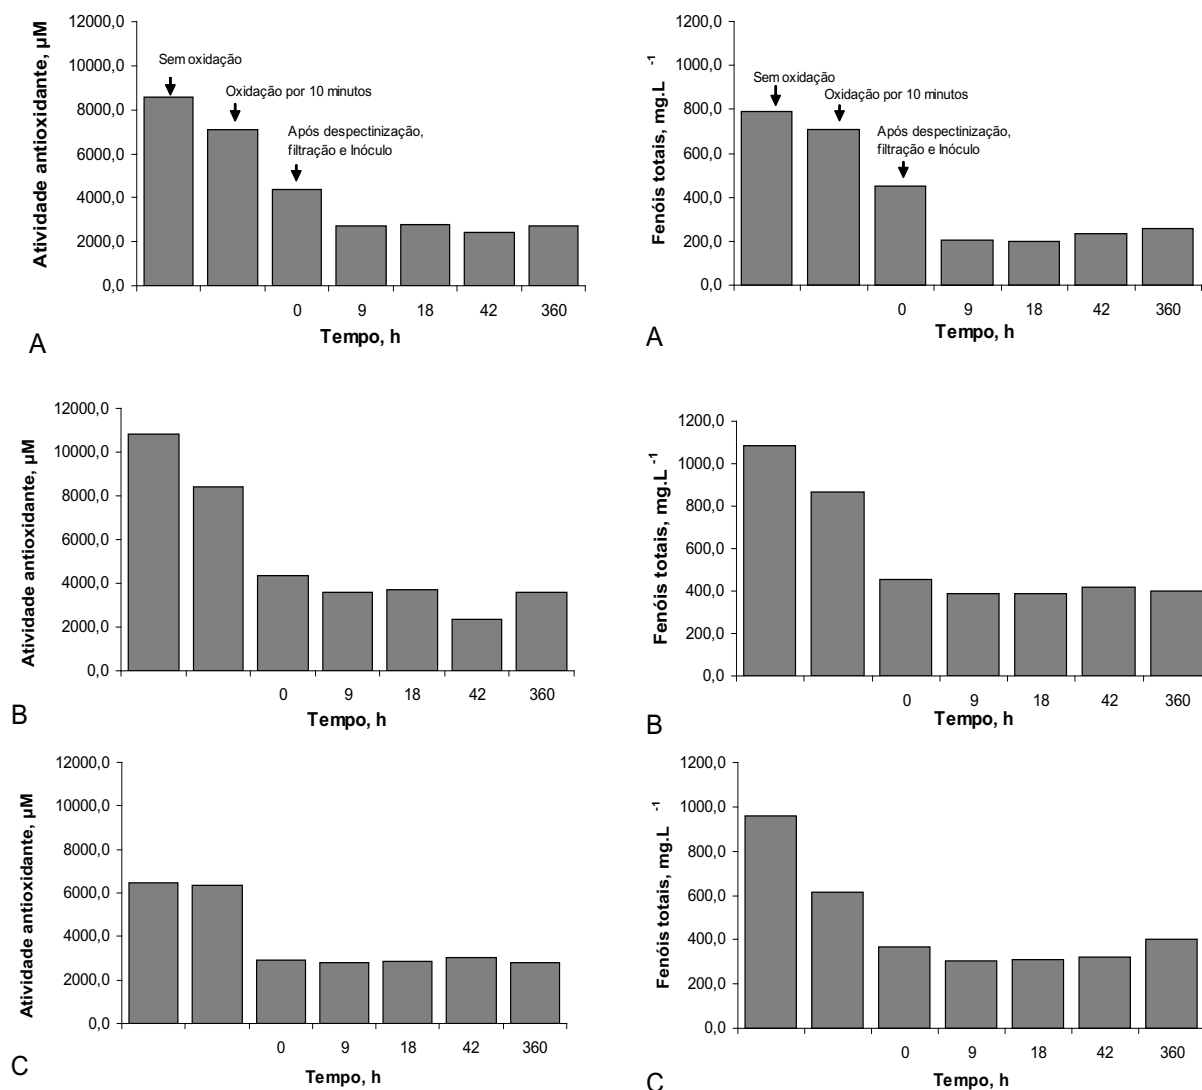 12000,0
10000,0
8000,0
6000,0
4000,0
2000,0
0,0
Atividade antioxidante, µM
Sem oxidação
Oxidação por 10 minutos
Após despectinização,
filtração e Inóculo
0 9 18 42 360
Tempo, h
A
1200,0
1000,0
800,0
600,0
400,0
200,0
0,0
Fenóis totais, mg.L -1
Sem oxidação
Oxidação por 10 minutos
Após despectinização,
filtração e Inóculo
0 9 18 42 360
Tempo, h
A
12000,0
10000,0
8000,0
6000,0
4000,0
2000,0
0,0
Atividade antioxidante, µM
0 9 18 42 360
Tempo, h
B
1200,0
1000,0
800,0
600,0
400,0
200,0
0,0
Fenóis totais, mg.L -1
0 9 18 42 360
Tempo, h
B
12000,0
10000,0
8000,0
6000,0
4000,0
2000,0
0,0
Atividade antioxidante, µM
0 9 18 42 360
Tempo, h
C
1200,0
1000,0
800,0
600,0
400,0
200,0
0,0
Fenóis totais, mg.L -1
0 9 18 42 360
Tempo, h
C